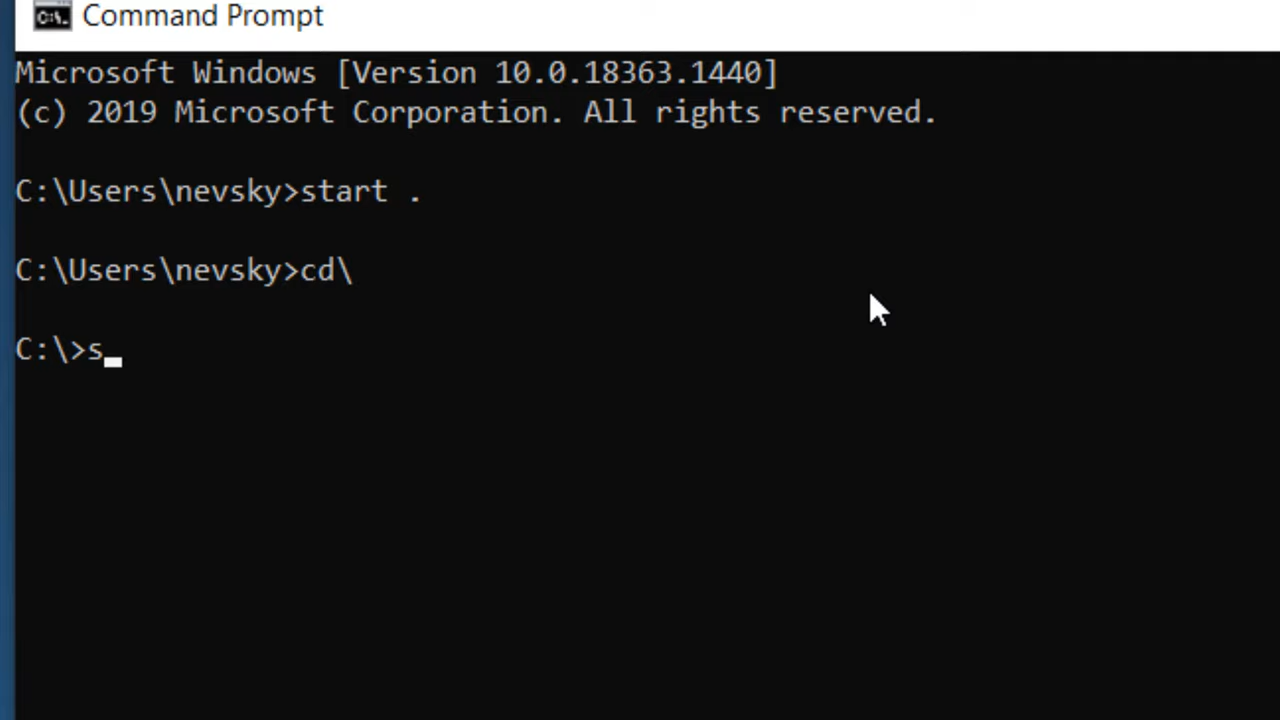 Command Prompt
Microsoft Windows [Version 10.0.18363.1440]
(c) 2019 Microsoft Corporation. All rights reserved.
C:\Users\nevsky>start .
C:\Users\nevsky>cd\
C:\>s